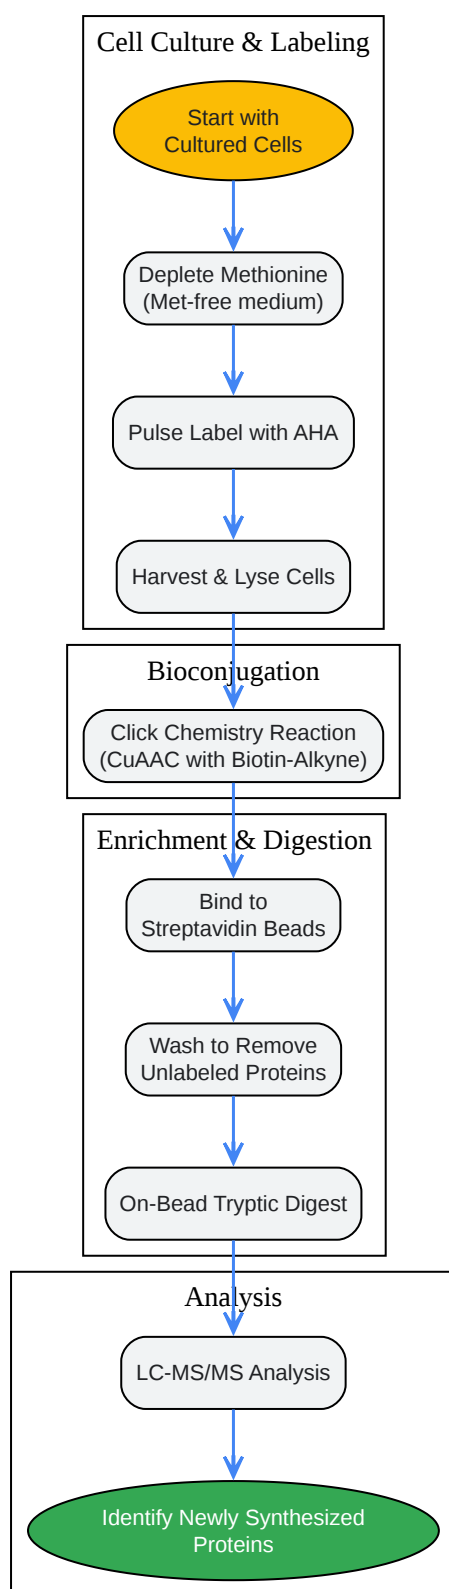 Cell Culture & Labeling
Start with
Cultured Cells
Deplete Methionine
(Met-free medium)
Pulse Label with AHA
Harvest & Lyse Cells
Bioconjugation
Click Chemistry Reaction
(CuAAC with Biotin-Alkyne)
Enrichment & Digestion
Bind to
Streptavidin Beads
Wash to Remove
Unlabeled Proteins
On-Bead Tryptic Digest
Analysis
LC-MS/MS Analysis
Identify Newly Synthesized
Proteins